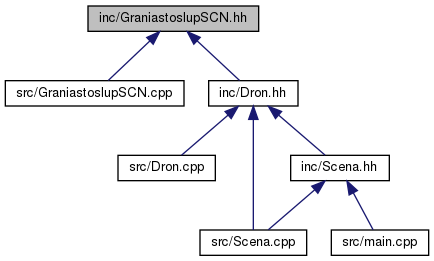 inc/GraniastoslupSCN.hh
src/GraniastoslupSCN.cpp
inc/Dron.hh
src/Dron.cpp
inc/Scena.hh
src/Scena.cpp
src/main.cpp